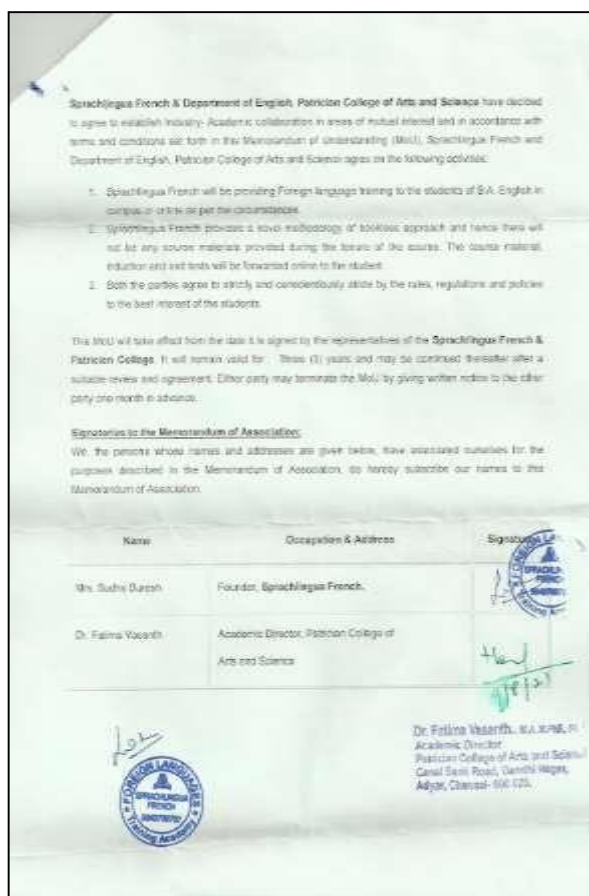 Sprachlingua French & Department of English, Patrician College of Arts and Science have decided
to agree to establish Industry- Academic collaboration in areas of mutual interest and in accordance with
terms and conditions set forth in this Memorandum of Understanding (MoU), Sprachlingua French and
Department of English, Patrician College of Arts and Science agree on the following activities:
1. Sprachlingua French will be providing Foreign language training to the students of B.A. English in
campus or online as per the circumstances.
2. Sprachlingua French provides a novel methodology of bookless approach and hence there will
not be any source materials provided during the tenure of the course. The course material,
induction and exit tests will be forwarded online to the student.
3. Both the parties agree to strictly and conscientiously abide by the rules, regulations and policies
to the best interest of the students.
This MoU will take effect from the date it is signed by the representatives of the Sprachlingua French &
Patrician College. It will remain valid for : Three (3) years and may be continued thereafter after a
suitable review and agreement. Either party may terminate the MoU by giving written notice to the other
party one month in advance.
Signatories to the Memorandum of Association:
We, the persons whose names and addresses are given below, have associated ourselves for the
purposes described in the Memorandum of Association, do hereby subscribe our names to this
Memorandum of Association.
Name Occupation & Address Signature
Mrs. Sudha Suresh Founder, Sprachlingua French.
Dr. Fatima Vasanth Academic Director, Patrician College of
Arts and Science
FOREIGN LAN
SPRACHLINGUA
FRENCH
Training Aca
Dr. Fatima Vasanth., M.A. M.Phil,
Academic Director
Patrician College of Arts and Science
Canal Bank Road, Gandhi Nagar,
Adyar, Chennai- 600 020.
FOREIGN LANGUAGES
SPRACHLINGUA
FRENCH
Training Academy